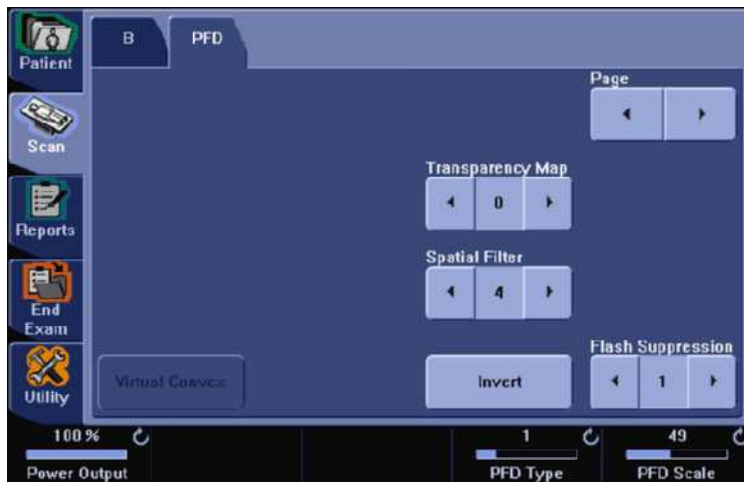 Patient
B
PFD
Page
Scan
Transparency Map
0
Reports
Spatial Filter
4
End
Exam
Flash Suppression
Utility
Virtual Convex
Invert
1
100 %
1
49
Power Output
PFD Type
PFD Scale